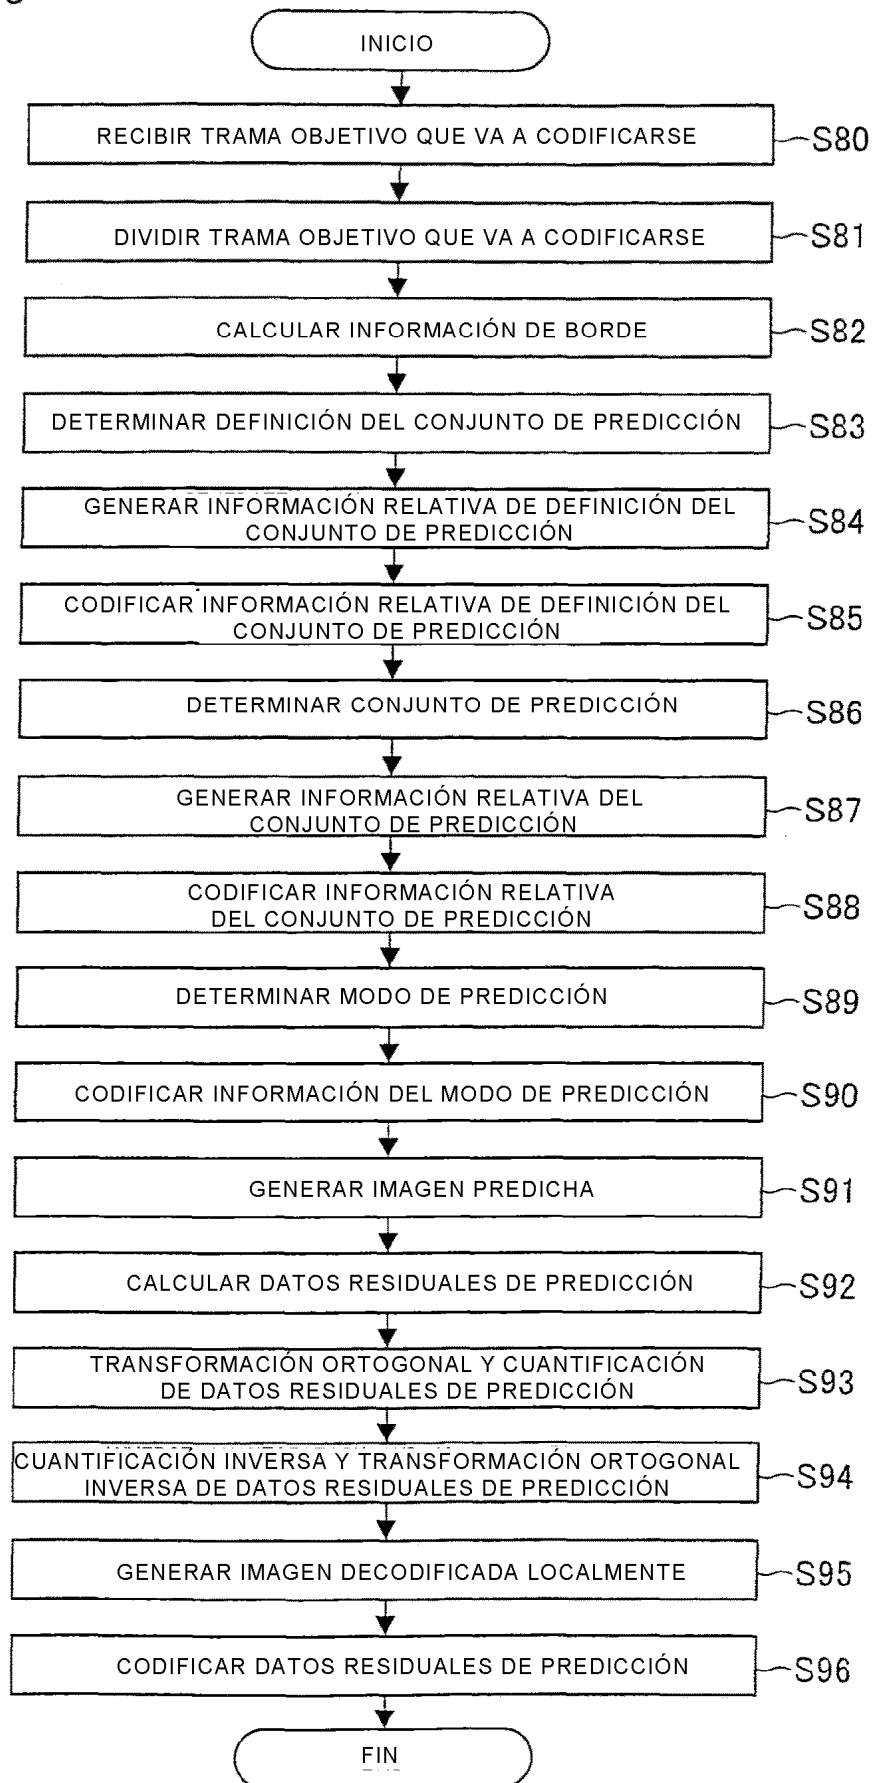 INICIO
RECIBIR TRAMA OBJETIVO QUE VA A CODIFICARSE
S80
DIVIDIR TRAMA OBJETIVO QUE VA A CODIFICARSE
S81
CALCULAR INFORMACIÓN DE BORDE
S82
DETERMINAR DEFINICIÓN DEL CONJUNTO DE PREDICCIÓN
S83
GENERAR INFORMACIÓN RELATIVA DE DEFINICIÓN DEL
CONJUNTO DE PREDICCIÓN
S84
CODIFICAR INFORMACIÓN RELATIVA DE DEFINICIÓN DEL
CONJUNTO DE PREDICCIÓN
S85
DETERMINAR CONJUNTO DE PREDICCIÓN
S86
GENERAR INFORMACIÓN RELATIVA DEL
CONJUNTO DE PREDICCIÓN
S87
CODIFICAR INFORMACIÓN RELATIVA
DEL CONJUNTO DE PREDICCIÓN
S88
DETERMINAR MODO DE PREDICCIÓN
S89
CODIFICAR INFORMACIÓN DEL MODO DE PREDICCIÓN
S90
GENERAR IMAGEN PREDICHA
S91
CALCULAR DATOS RESIDUALES DE PREDICCIÓN
S92
TRANSFORMACIÓN ORTOGONAL Y CUANTIFICACIÓN
DE DATOS RESIDUALES DE PREDICCIÓN
S93
CUANTIFICACIÓN INVERSA Y TRANSFORMACIÓN ORTOGONAL
INVERSA DE DATOS RESIDUALES DE PREDICCIÓN
S94
GENERAR IMAGEN DECODIFICADA LOCALMENTE
S95
CODIFICAR DATOS RESIDUALES DE PREDICCIÓN
S96
FIN